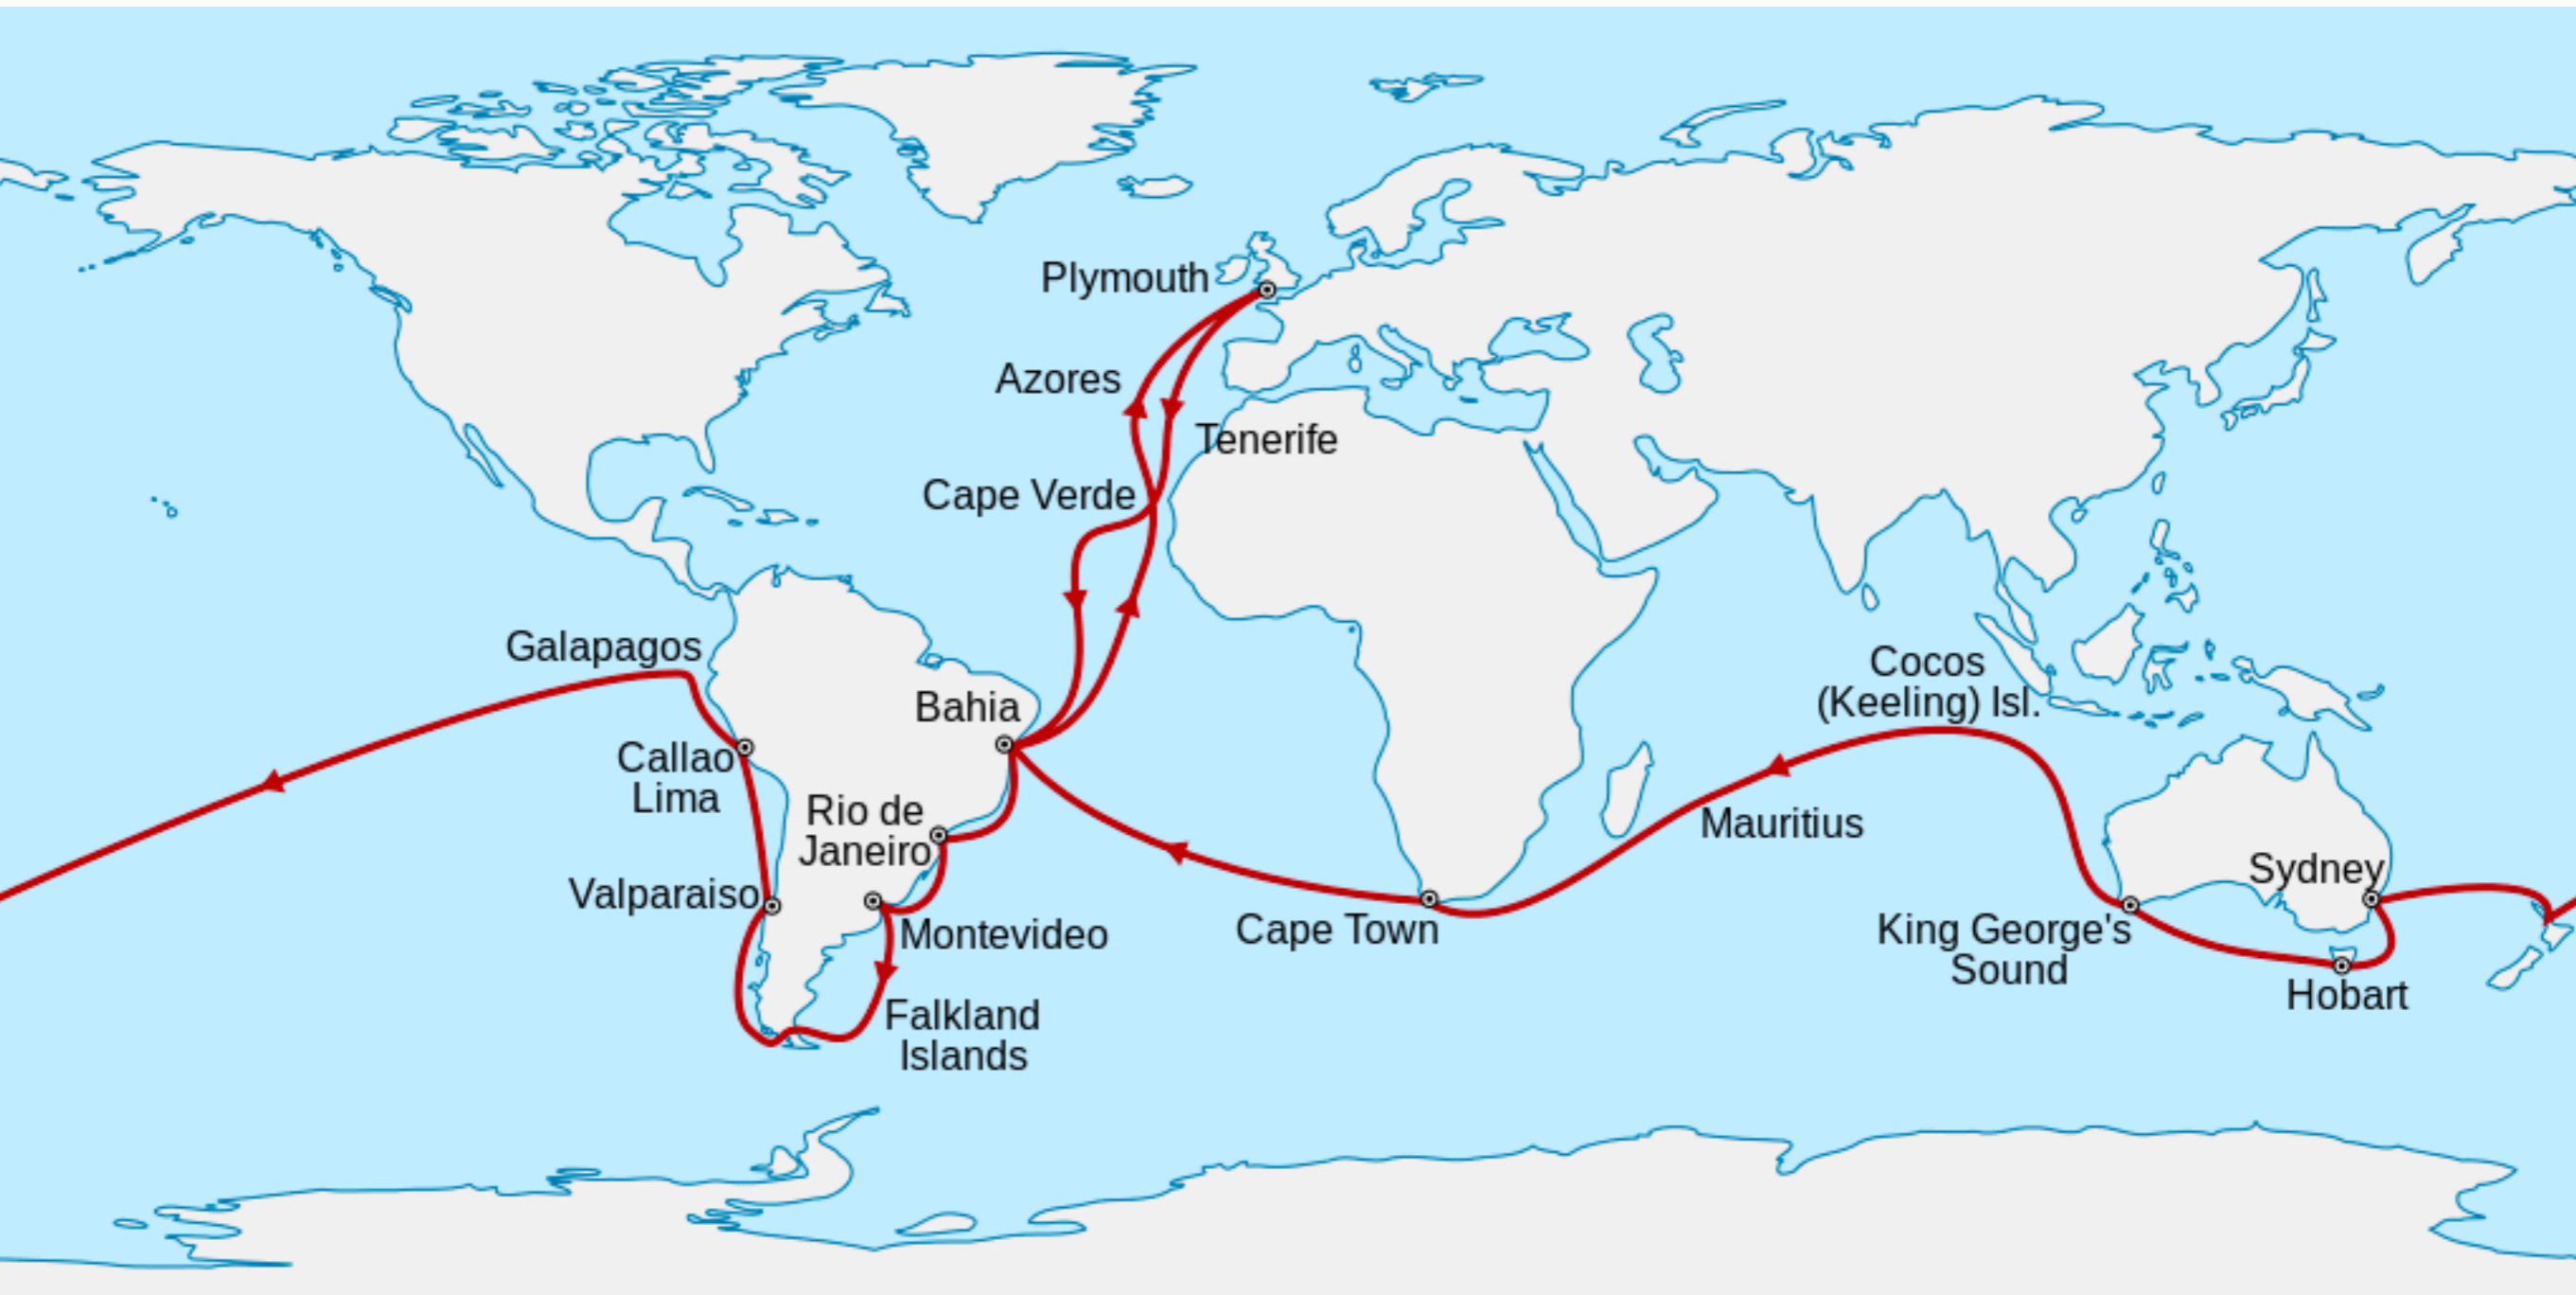 Plymouth
Azores
Tenerife
Cape Verde
Galapagos
Cocos
(Keeling) Isl.
Bahia
Callao
Lima
Rio de
Janeiro
Mauritius
Sydney
Valparaiso
Montevideo
Cape Town
King George's
Sound
Hobart
Falkland
Islands